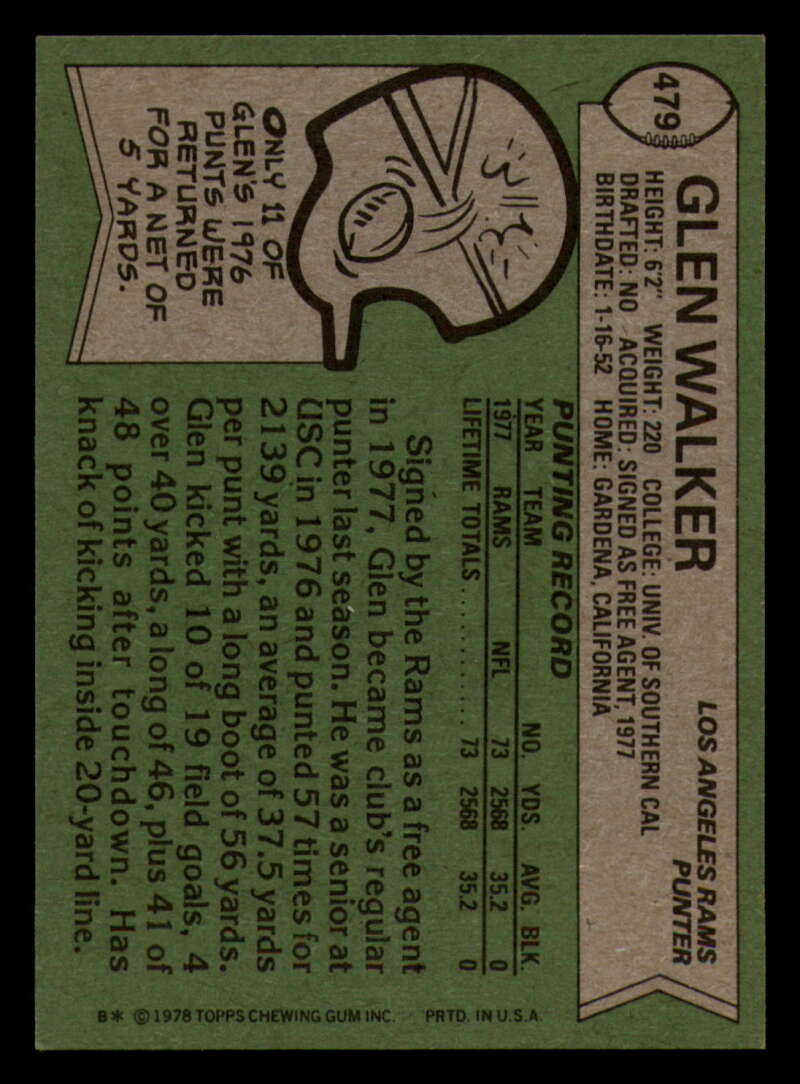 479
GLEN WALKER
LOS ANGELES RAMS
PUNTER
HEIGHT: 6'2" WEIGHT: 220 COLLEGE: UNIV. OF SOUTHERN CAL
DRAFTED: NO ACQUIRED: SIGNED AS FREE AGENT, 1977
BIRTHDATE: 1-16-52 HOME: GARDENA, CALIFORNIA
PUNTING RECORD
YEAR TEAM NO. YDS. AVG. BLK.
1977 RAMS NFL 73 2568 35.2 0
LIFETIME TOTALS........... 73 2568 35.2 0
Signed by the Rams as a free agent
in 1977, Glen became club's regular
punter last season. He was a senior at
USC in 1976 and punted 57 times for
2139 yards, an average of 37.5 yards
per punt with a long boot of 56 yards.
Glen kicked 10 of 19 field goals, 4
over 40 yards, a long of 46, plus 41 of
48 points after touchdown. Has
knack of kicking inside 20-yard line.
ONLY 11 OF
GLEN'S 1976
PUNTS WERE
RETURNED
FOR A NET OF
5 YARDS.
B* © 1978 TOPPS CHEWING GUM INC. PRTD. IN U.S.A.